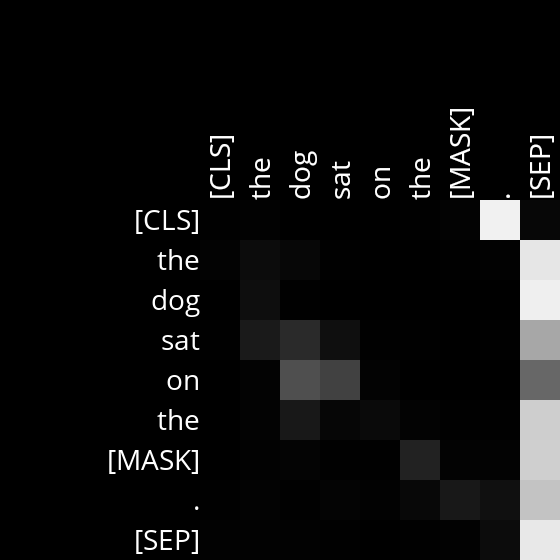 [CLS] the dog sat on the [MASK] . [SEP]
[CLS]
the
dog
sat
on
the
[MASK]
.
[SEP]